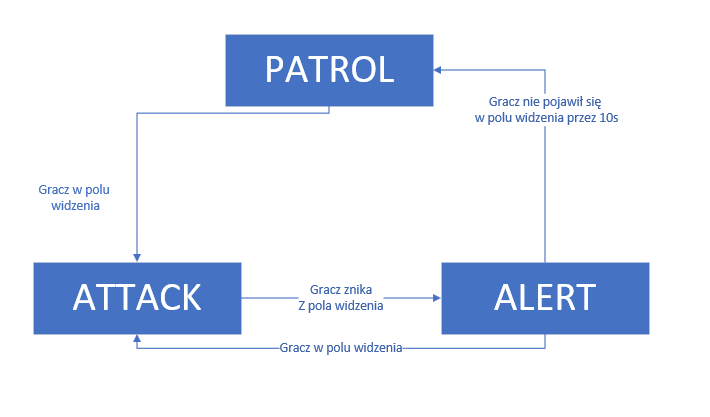 PATROL
Gracz nie pojawił się
w polu widzenia przez 10s
Gracz w polu
widzenia
ATTACK
Gracz znika
Z pola widzenia
ALERT
Gracz w polu widzenia